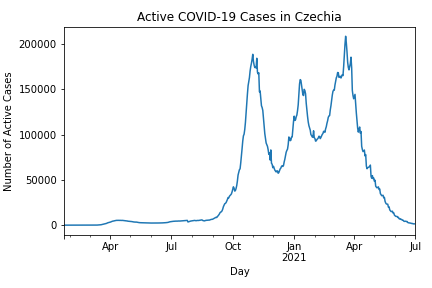 Active COVID-19 Cases in Czechia
Number of Active Cases
200000
150000
100000
50000
0
Apr
Jul
Oct
Jan
2021
Apr
Jul
Day